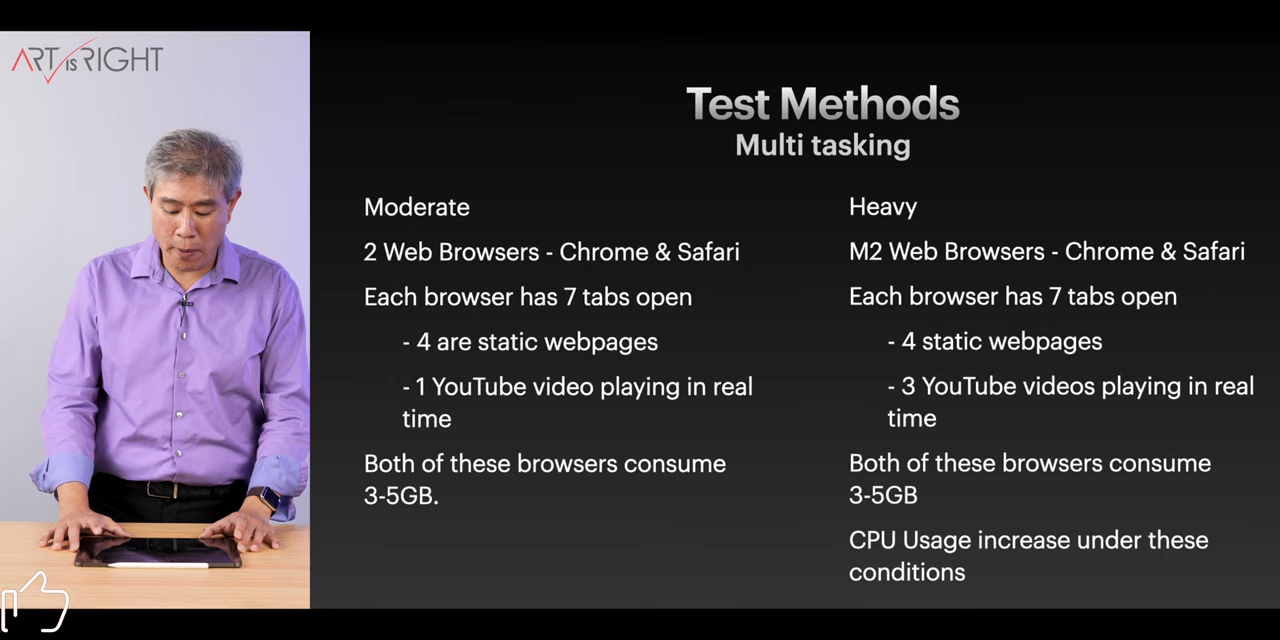 ART IS RIGHT
Test Methods
Multi tasking
Moderate
2 Web Browsers - Chrome & Safari
Each browser has 7 tabs open
- 4 are static webpages
- 1 YouTube video playing in real
time
Both of these browsers consume
3-5GB.
Heavy
M2 Web Browsers - Chrome & Safari
Each browser has 7 tabs open
- 4 static webpages
- 3 YouTube videos playing in real
time
Both of these browsers consume
3-5GB
CPU Usage increase under these
conditions